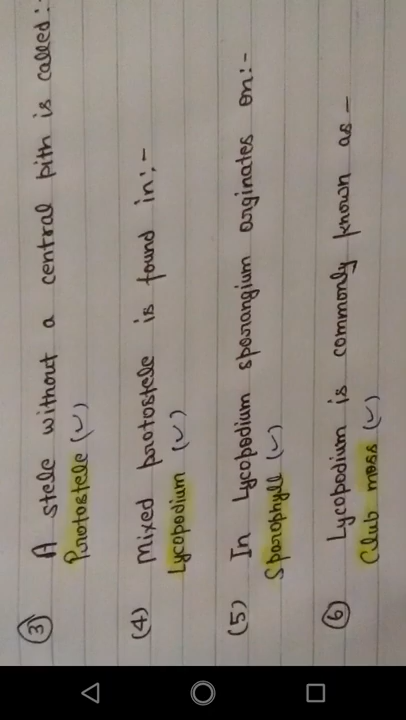 (3) A stele without a central pith is called:-
Protostele (✓)
(4) Mixed protostele is found in:-
Lycopodium (✓)
(5) In Lycopodium sporangium orginates on:-
Sporophyll (✓)
(6) Lycopodium is commonly known as -
Club moss (✓)